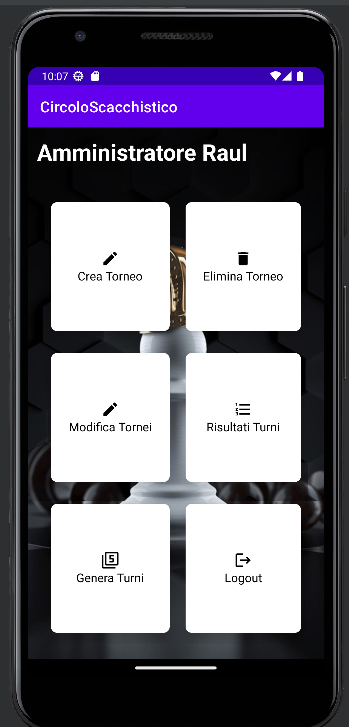 10:07
CircoloScacchistico
Amministratore Raul
Crea Torneo
Elimina Torneo
Modifica Tornei
Risultati Turni
Genera Turni
Logout